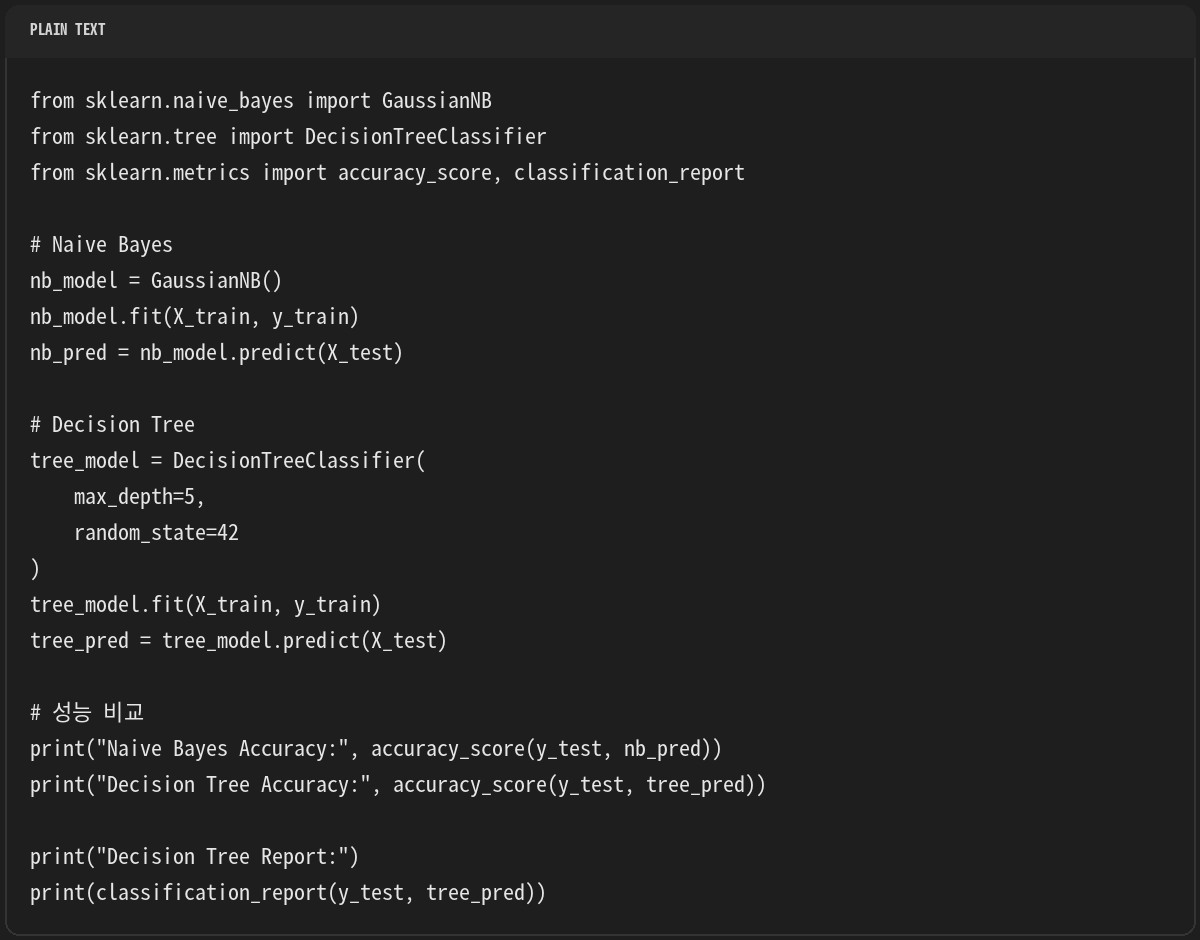 PLAIN TEXT
from sklearn.naive_bayes import GaussianNB
from sklearn.tree import DecisionTreeClassifier
from sklearn.metrics import accuracy_score, classification_report

# Naive Bayes
nb_model = GaussianNB()
nb_model.fit(X_train, y_train)
nb_pred = nb_model.predict(X_test)

# Decision Tree
tree_model = DecisionTreeClassifier(
    max_depth=5,
    random_state=42
)
tree_model.fit(X_train, y_train)
tree_pred = tree_model.predict(X_test)

# 성능 비교
print("Naive Bayes Accuracy:", accuracy_score(y_test, nb_pred))
print("Decision Tree Accuracy:", accuracy_score(y_test, tree_pred))

print("Decision Tree Report:")
print(classification_report(y_test, tree_pred))